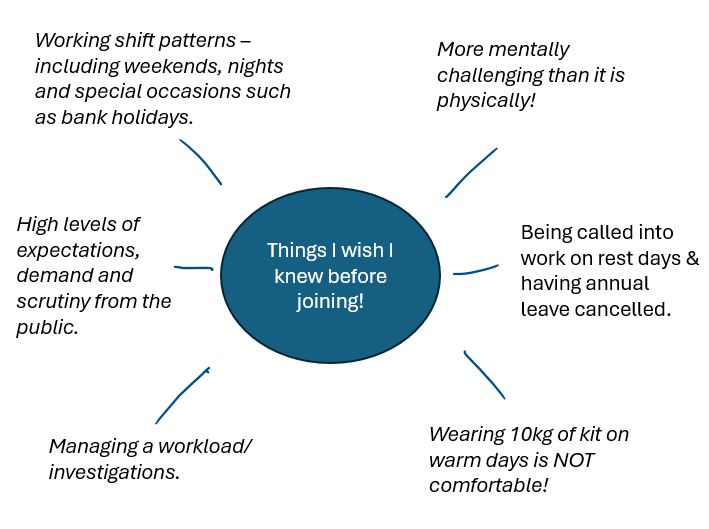 Working shift patterns –
including weekends, nights
and special occasions such
as bank holidays.
More mentally
challenging than it is
physically!
High levels of
expectations,
demand and
scrutiny from the
public.
Things I wish I
knew before
joining!
Being called into
work on rest days &
having annual
leave cancelled.
Managing a workload/
investigations.
Wearing 10kg of kit on
warm days is NOT
comfortable!